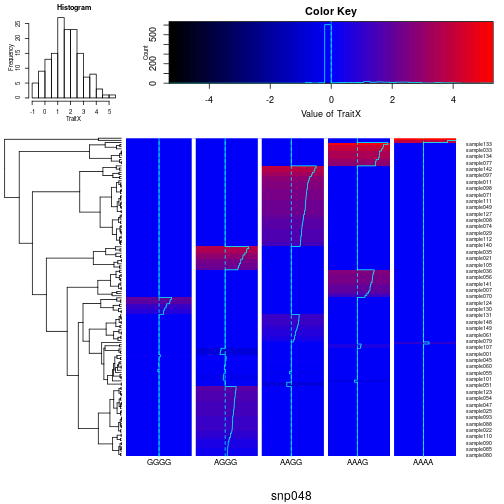 Histogram
Frequency
0 5 10 15 20 25
-1 0 1 2 3 4 5
TraitX
Color Key
Count
0 200 500
-4 -2 0 2 4
Value of TraitX
sample133
sample033
sample134
sample077
sample142
sample097
sample011
sample098
sample071
sample111
sample049
sample127
sample008
sample074
sample029
sample112
sample140
sample035
sample021
sample105
sample036
sample056
sample141
sample007
sample070
sample124
sample130
sample131
sample148
sample149
sample061
sample079
sample107
sample001
sample045
sample060
sample055
sample101
sample051
sample123
sample054
sample047
sample025
sample093
sample088
sample022
sample110
sample090
sample085
sample080
GGGG AGGG AAGG AAAG AAAA
snp048